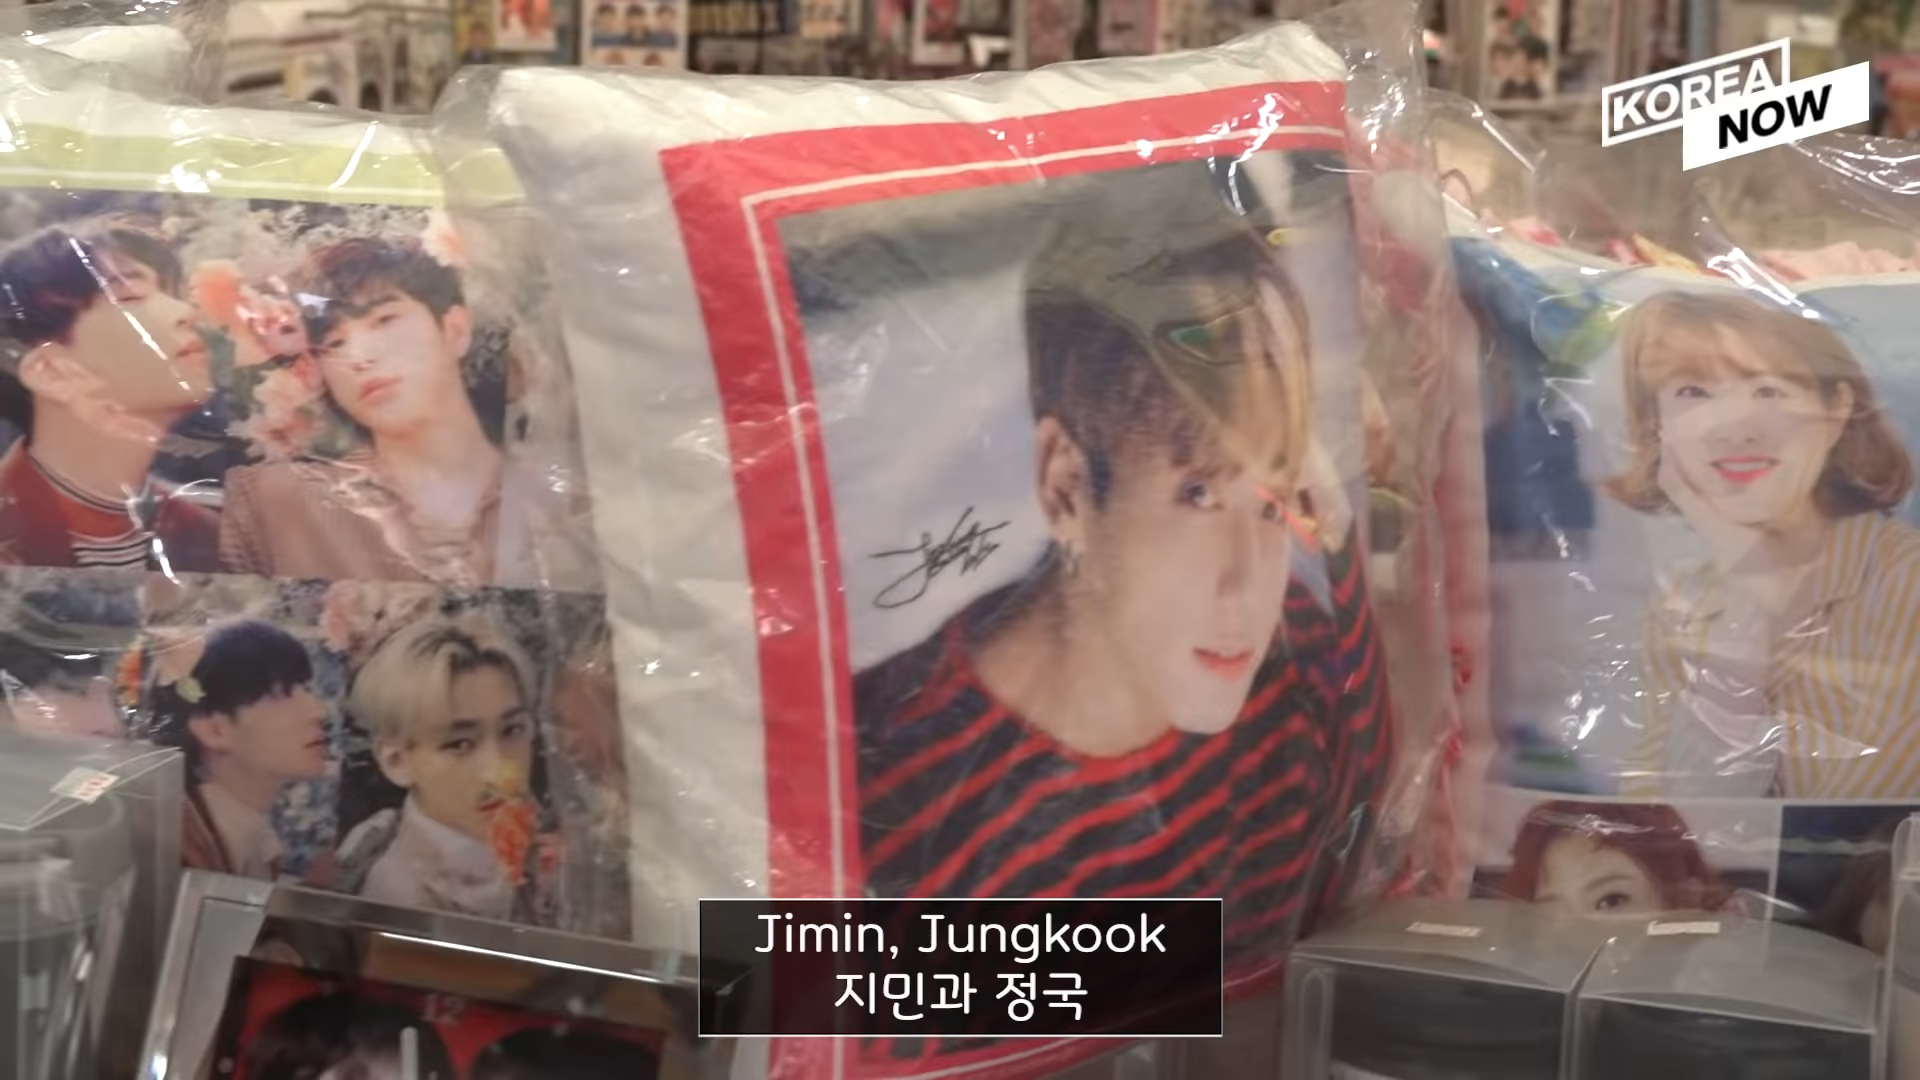 KOREA
NOW
Jimin, Jungkook
지민과 정국